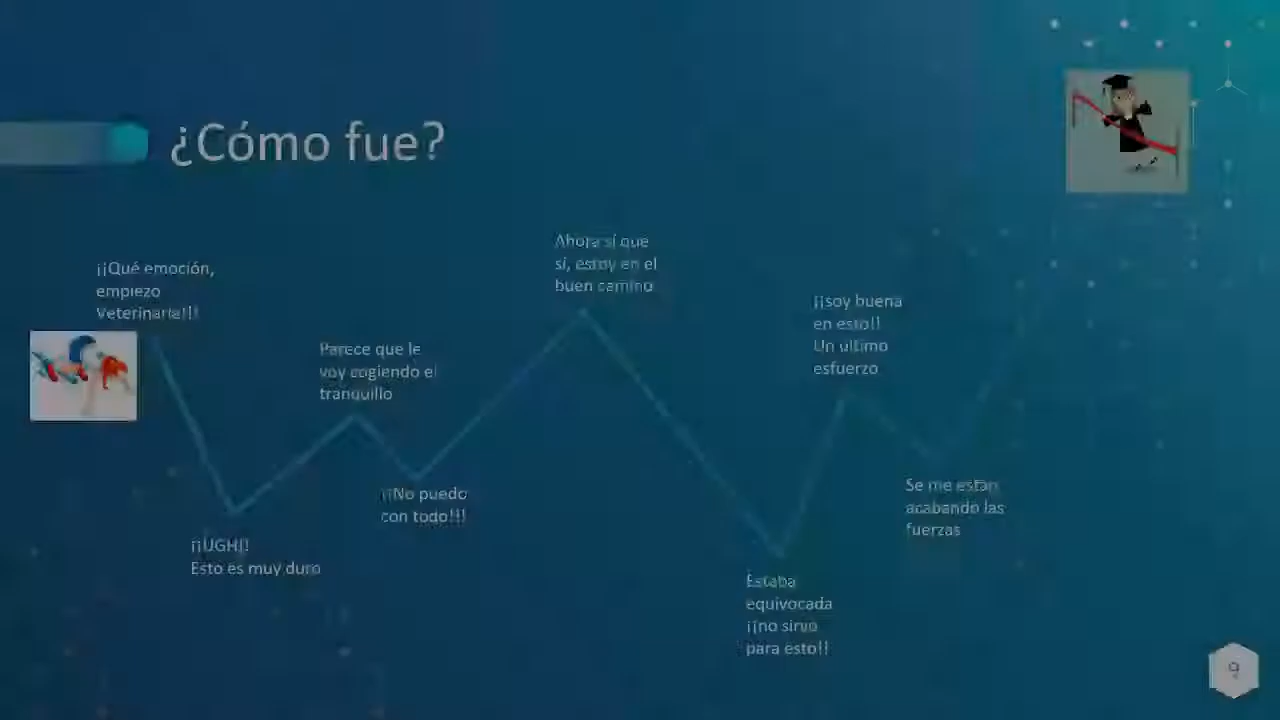 ¿Cómo fue?
¡¡Qué emoción,
empiezo
Veterinaria!!!
¡¡UGH!!
Esto es muy duro
Parece que le
voy cogiendo el
tranquillo
¡¡No puedo
con todo!!!
Ahora sí que
sí, estoy en el
buen camino
Estaba
equivocada
¡¡no sirvo
para esto!!
¡¡soy buena
en esto!!
Un ultimo
esfuerzo
Se me están
acabando las
fuerzas
9